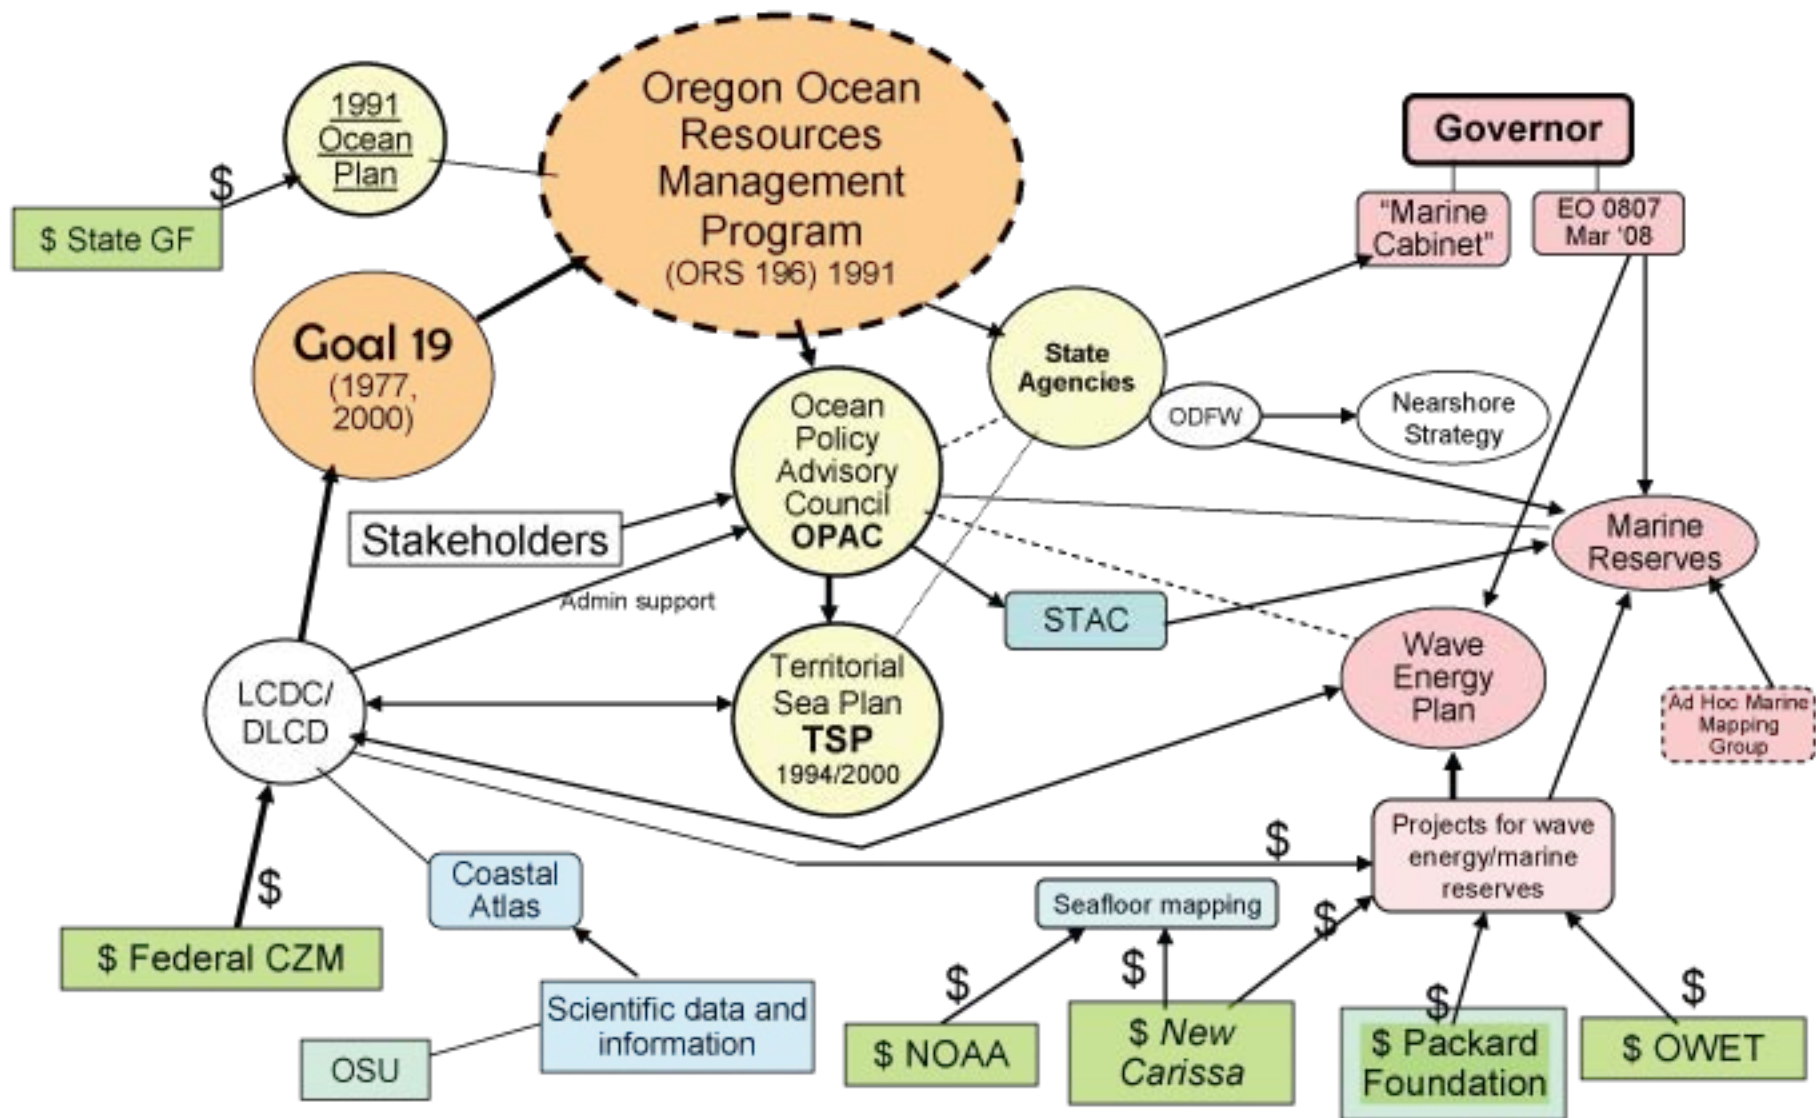 Oregon Ocean
Resources
Management
Program
(ORS 196) 1991
1991
Ocean
Plan
$
$ State GF
Governor
"Marine
Cabinet"
EO 0807
Mar '08
Goal 19
(1977,
2000)
State
Agencies
ODFW
Nearshore
Strategy
Ocean
Policy
Advisory
Council
OPAC
Stakeholders
Admin support
STAC
Marine
Reserves
Wave
Energy
Plan
Ad Hoc Marine
Mapping
Group
LCDC/
DLCD
Territorial
Sea Plan
TSP
1994/2000
$
Projects for wave
energy/marine
reserves
Coastal
Atlas
$
$ Federal CZM
Seafloor mapping
$
$
$
$
$
Scientific data and
information
OSU
$ NOAA
$ New
Carissa
$ Packard
Foundation
$ OWET